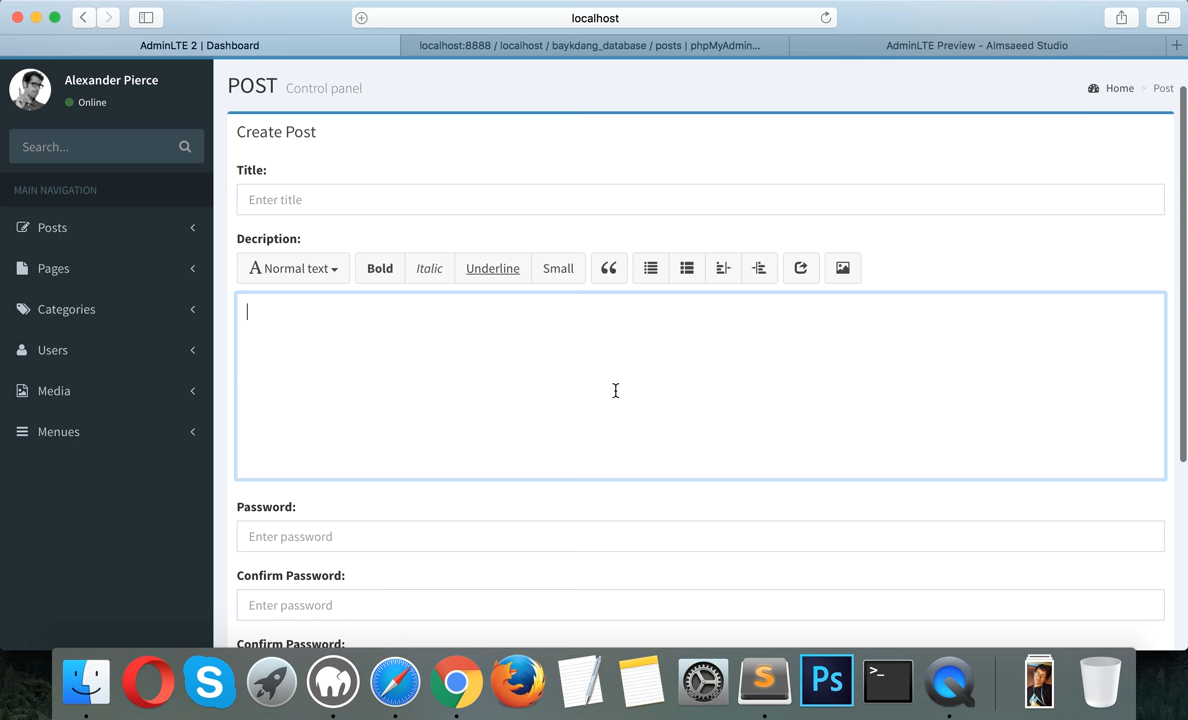 localhost
AdminLTE 2 | Dashboard
localhost:8888 / localhost / baykdang_database / posts | phpMyAdmin...
AdminLTE Preview - Almsaeed Studio
Alexander Pierce
Online
Search...
MAIN NAVIGATION
Posts
Pages
Categories
Users
Media
Menues
POST Control panel
Home > Post
Create Post
Title:
Enter title
Decription:
A Normal text Bold Italic Underline Small
Password:
Enter password
Confirm Password:
Enter password
Confirm Password:
S
S
Ps
>_